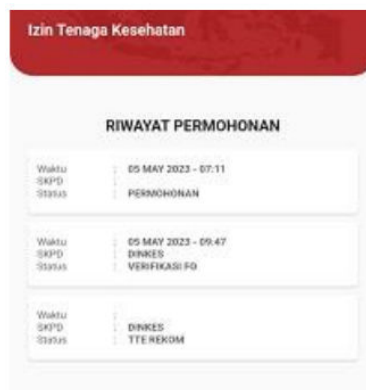 Izin Tenaga Kesehatan
RIWAYAT PERMOHONAN
Waktu : 05 MAY 2023 - 07:11
SKPD :
Status : PERMOHONAN
Waktu : 05 MAY 2023 - 09:47
SKPD : DINKES
Status : VERIFIKASI FO
Waktu :
SKPD : DINKES
Status : TTE REKOM